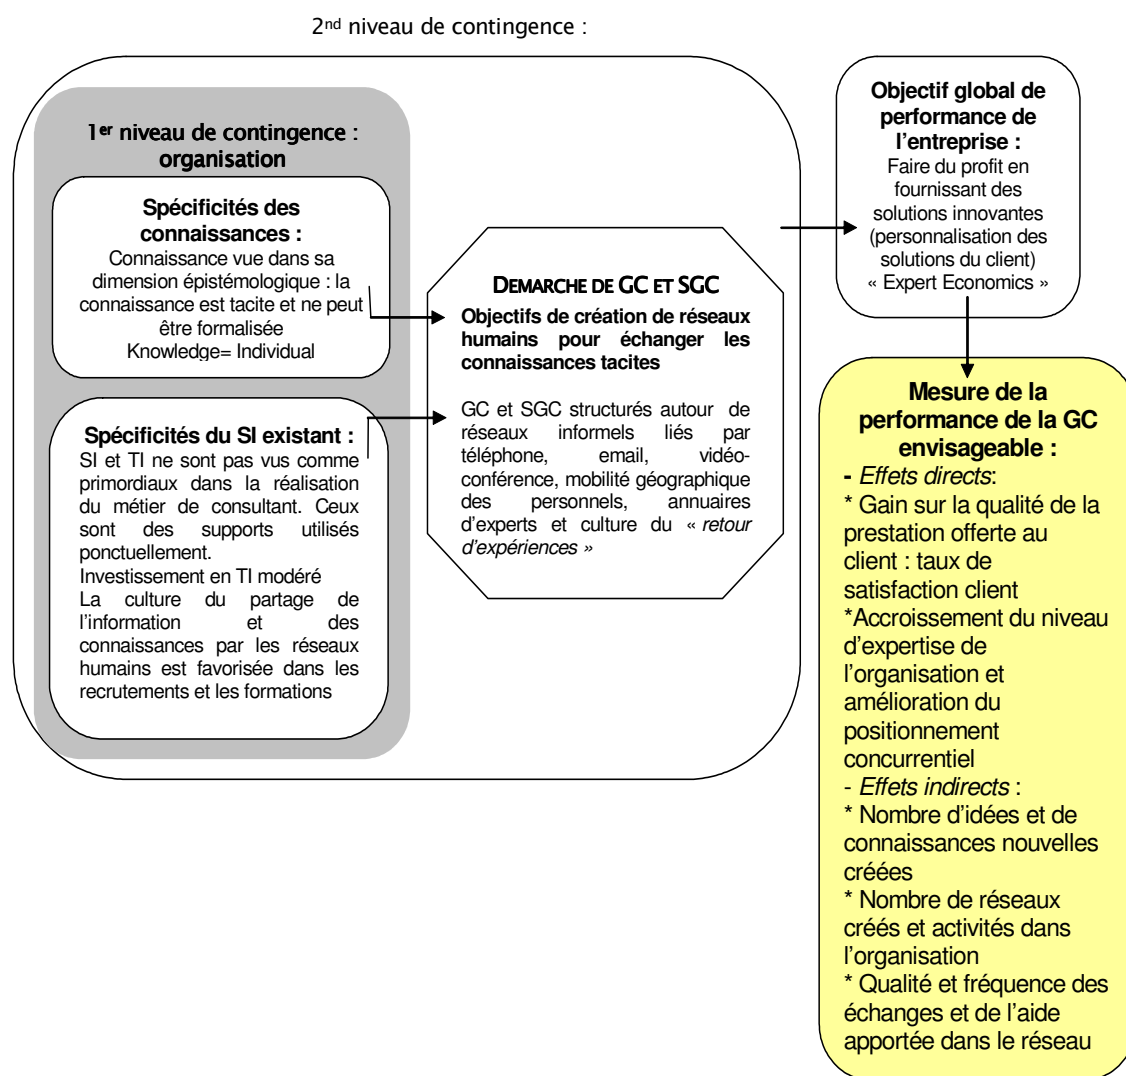 2nd niveau de contingence :
1er niveau de contingence :
organisation
Spécificités des
connaissances :
Connaissance vue dans sa
dimension épistémologique : la
connaissance est tacite et ne peut
être formalisée
Knowledge= Individual
Spécificités du SI existant :
SI et TI ne sont pas vus comme
primordiaux dans la réalisation
du métier de consultant. Ceux
sont des supports utilisés
ponctuellement.
Investissement en TI modéré
La culture du partage de
l’information et des
connaissances par les réseaux
humains est favorisée dans les
recrutements et les formations
DEMARCHE DE GC ET SGC
Objectifs de création de réseaux
humains pour échanger les
connaissances tacites
GC et SGC structurés autour de
réseaux informels liés par
téléphone, email, vidéo-
conférence, mobilité géographique
des personnels, annuaires
d’experts et culture du « retour
d’expériences »
Objectif global de
performance de
l’entreprise :
Faire du profit en
fournissant des
solutions innovantes
(personnalisation des
solutions du client)
« Expert Economics »
Mesure de la
performance de la GC
envisageable :
- Effets directs:
* Gain sur la qualité de la
prestation offerte au
client : taux de
satisfaction client
*Accroissement du niveau
d’expertise de
l’organisation et
amélioration du
positionnement
concurrentiel
- Effets indirects :
* Nombre d’idées et de
connaissances nouvelles
créées
* Nombre de réseaux
créés et activités dans
l’organisation
* Qualité et fréquence des
échanges et de l’aide
apportée dans le réseau